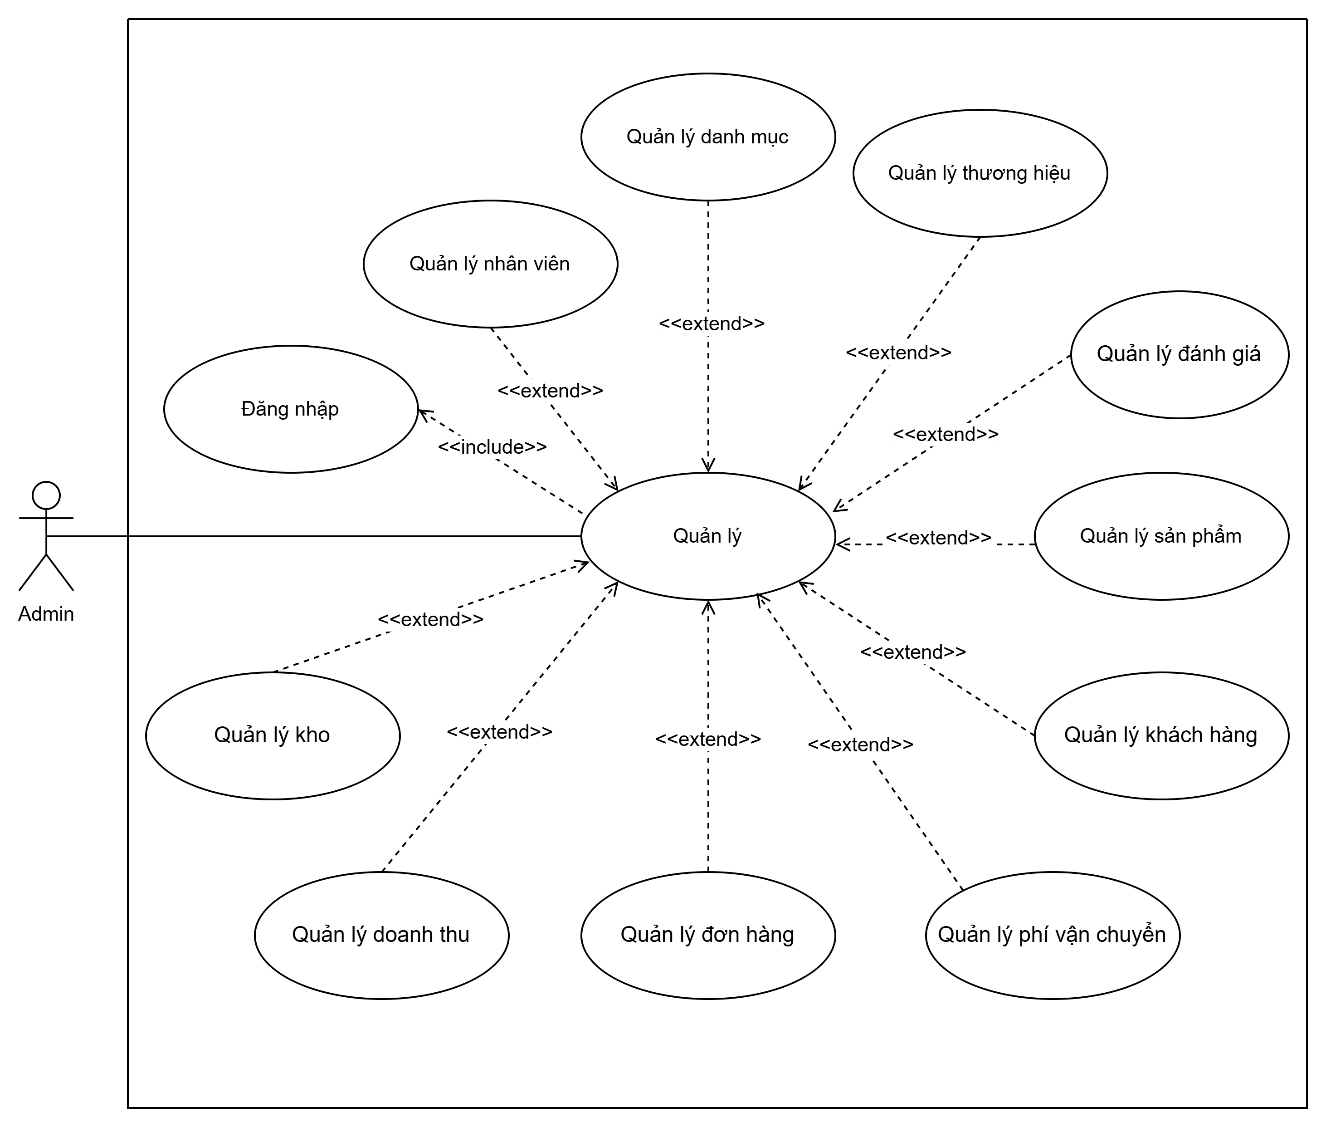 Quản lý danh mục
Quản lý thương hiệu
Quản lý nhân viên
<<extend>>
Quản lý đánh giá
<<extend>>
<<extend>>
Đăng nhập
<<include>>
<<extend>>
Quản lý
<<extend>>
Quản lý sản phẩm
Admin
<<extend>>
<<extend>>
Quản lý kho
<<extend>>
<<extend>>
<<extend>>
Quản lý khách hàng
Quản lý doanh thu
Quản lý đơn hàng
Quản lý phí vận chuyển